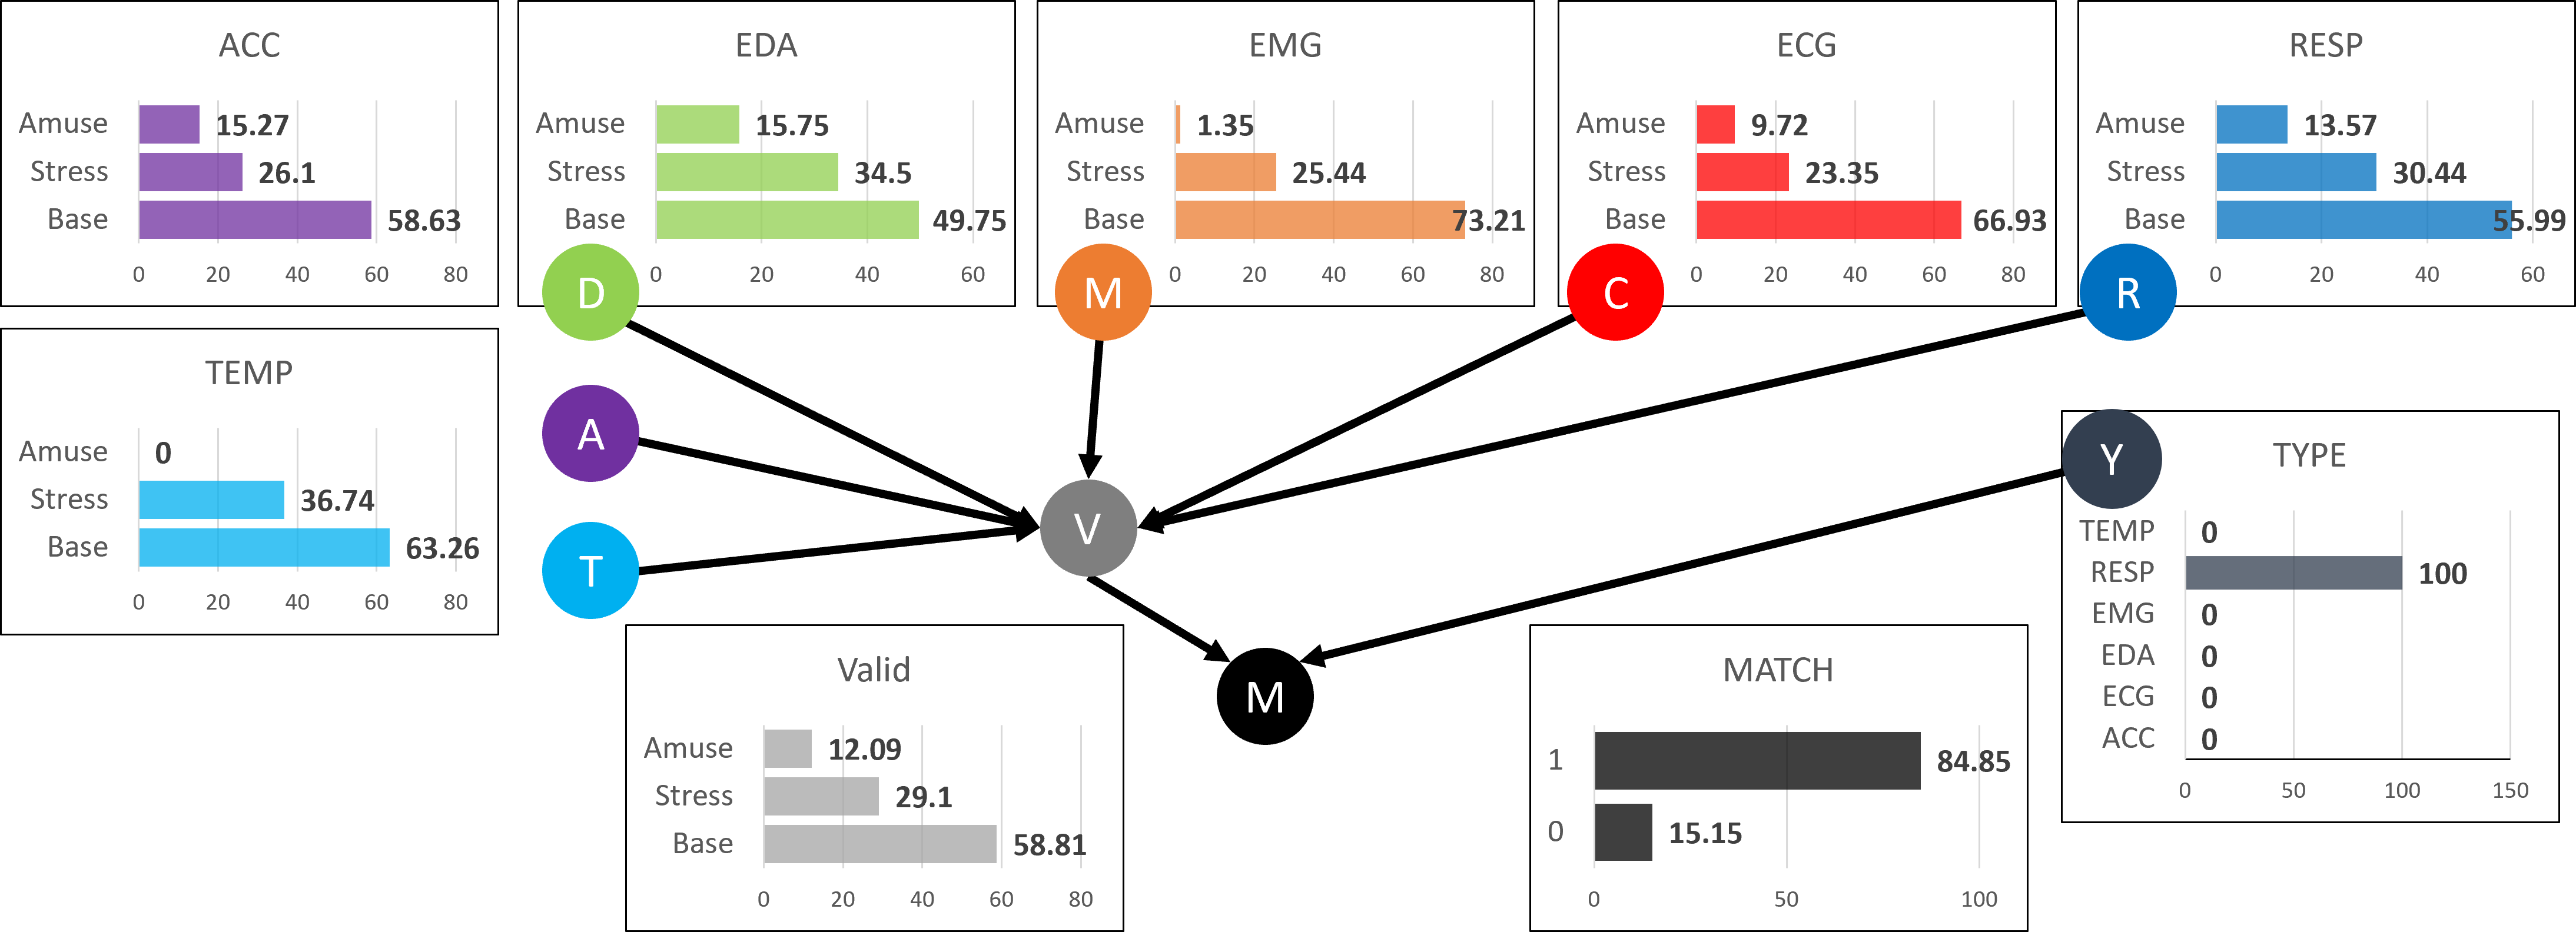 ACC
Amuse 15.27
Stress 26.1
Base 58.63
0 20 40 60 80
EDA
Amuse 15.75
Stress 34.5
Base 49.75
0 20 40 60
EMG
Amuse 1.35
Stress 25.44
Base 73.21
0 20 40 60 80
ECG
Amuse 9.72
Stress 23.35
Base 66.93
0 20 40 60 80
RESP
Amuse 13.57
Stress 30.44
Base 55.99
0 20 40 60
D
M
C
R
TEMP
Amuse 0
Stress 36.74
Base 63.26
0 20 40 60 80
A
T
V
Y
TYPE
TEMP 0
RESP 100
EMG 0
EDA 0
ECG 0
ACC 0
0 50 100 150
Valid
Amuse 12.09
Stress 29.1
Base 58.81
0 20 40 60 80
M
MATCH
1 84.85
0 15.15
0 50 100